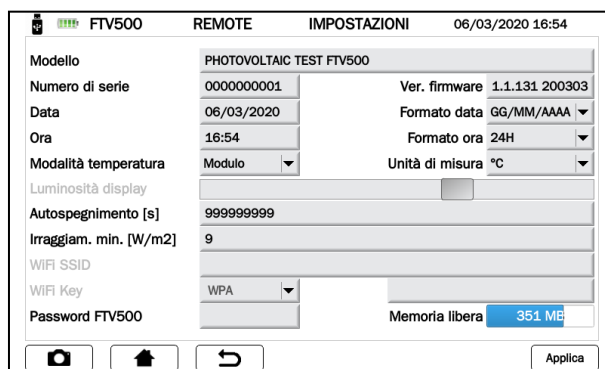 FTV500 REMOTE IMPOSTAZIONI 06/03/2020 16:54
Modello PHOTOVOLTAIC TEST FTV500
Numero di serie 0000000001 Ver. firmware 1.1.131 200303
Data 06/03/2020 Formato data GG/MM/AAAA
Ora 16:54 Formato ora 24H
Modalità temperatura Modulo Unità di misura °C
Luminosità display
Autospegnimento [s] 999999999
Irraggiam. min. [W/m2] 9
WiFi SSID
WiFi Key WPA
Password FTV500 Memoria libera 351 MB
Applica